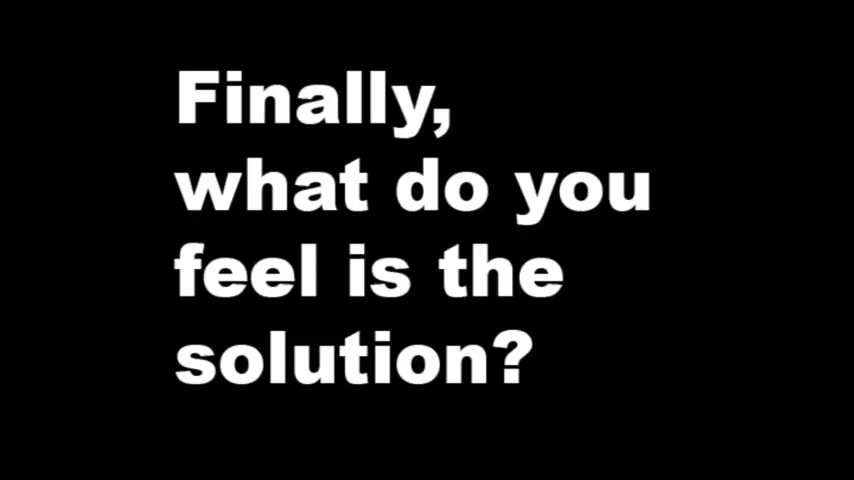 Finally,
what do you
feel is the
solution?